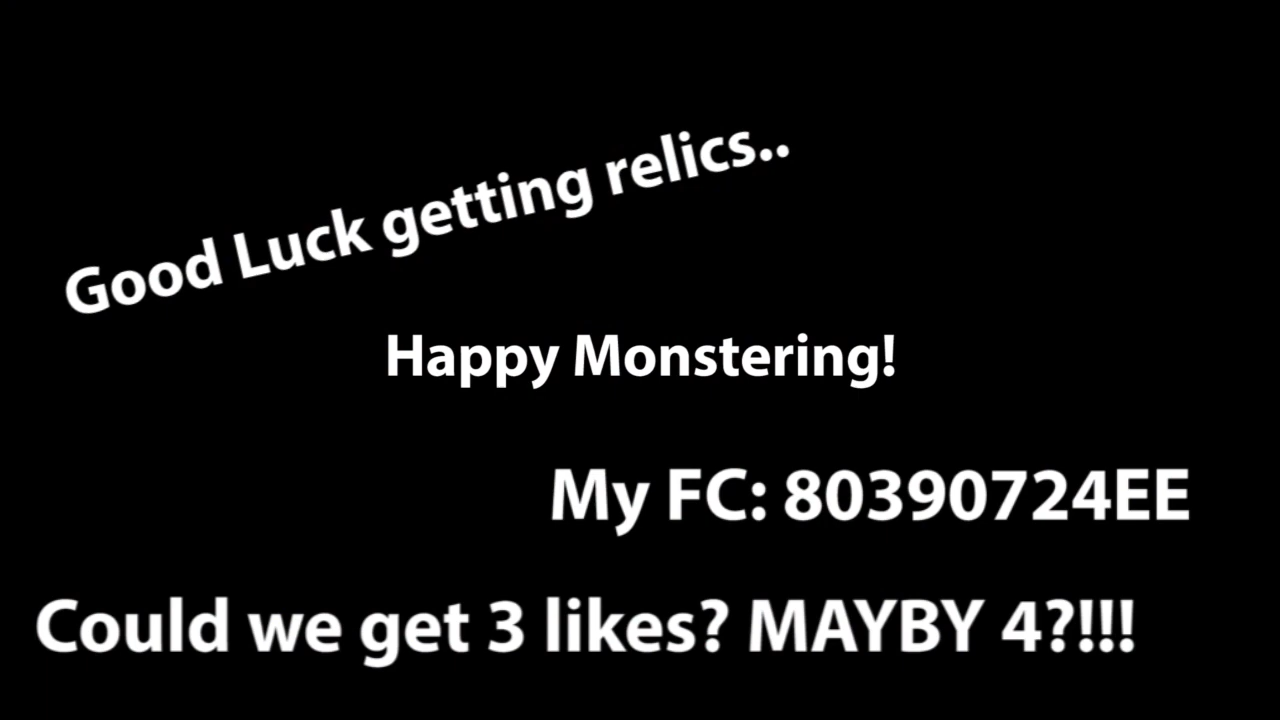 Good Luck getting relics..
Happy Monstering!
My FC: 80390724EE
Could we get 3 likes? MAYBY 4?!!!